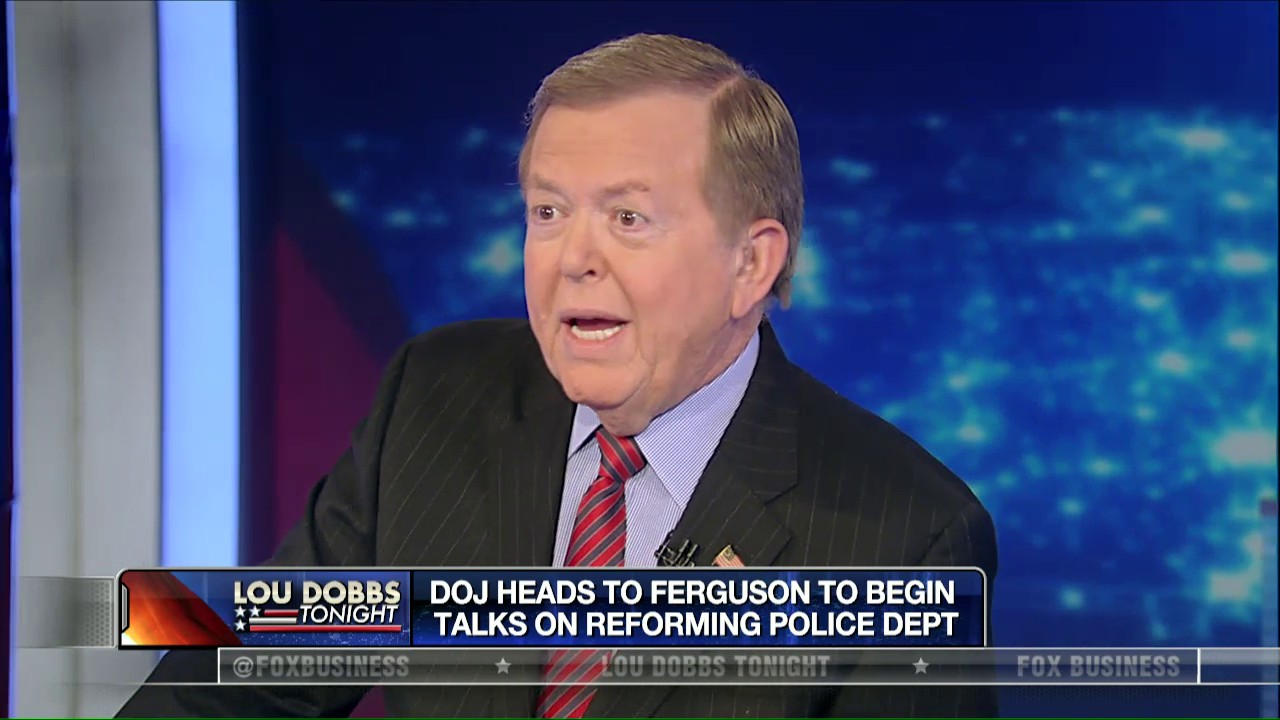 LOU DOBBS
TONIGHT
DOJ HEADS TO FERGUSON TO BEGIN
TALKS ON REFORMING POLICE DEPT
@FOXBUSINESS ★ LOU DOBBS TONIGHT ★ FOX BUSINESS